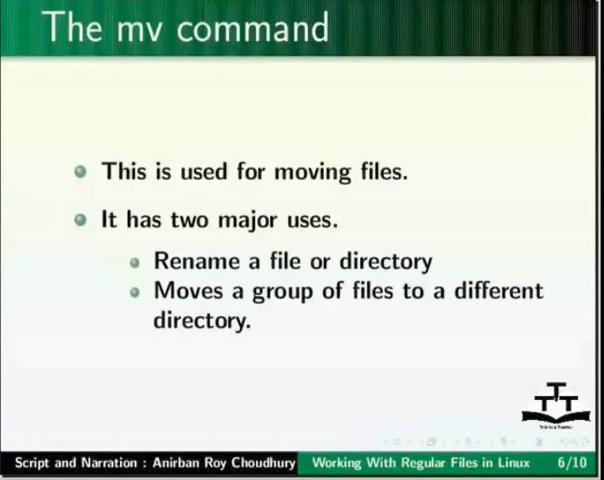 The mv command
This is used for moving files.
It has two major uses.
Rename a file or directory
Moves a group of files to a different
directory.
TTT
Script and Narration : Anirban Roy Choudhury Working With Regular Files in Linux 6/10